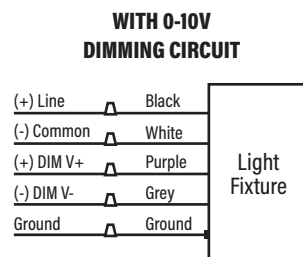 WITH 0-10V
DIMMING CIRCUIT
(+) Line Black
(-) Common White
(+) DIM V+ Purple
(-) DIM V- Grey
Ground Ground
Light
Fixture